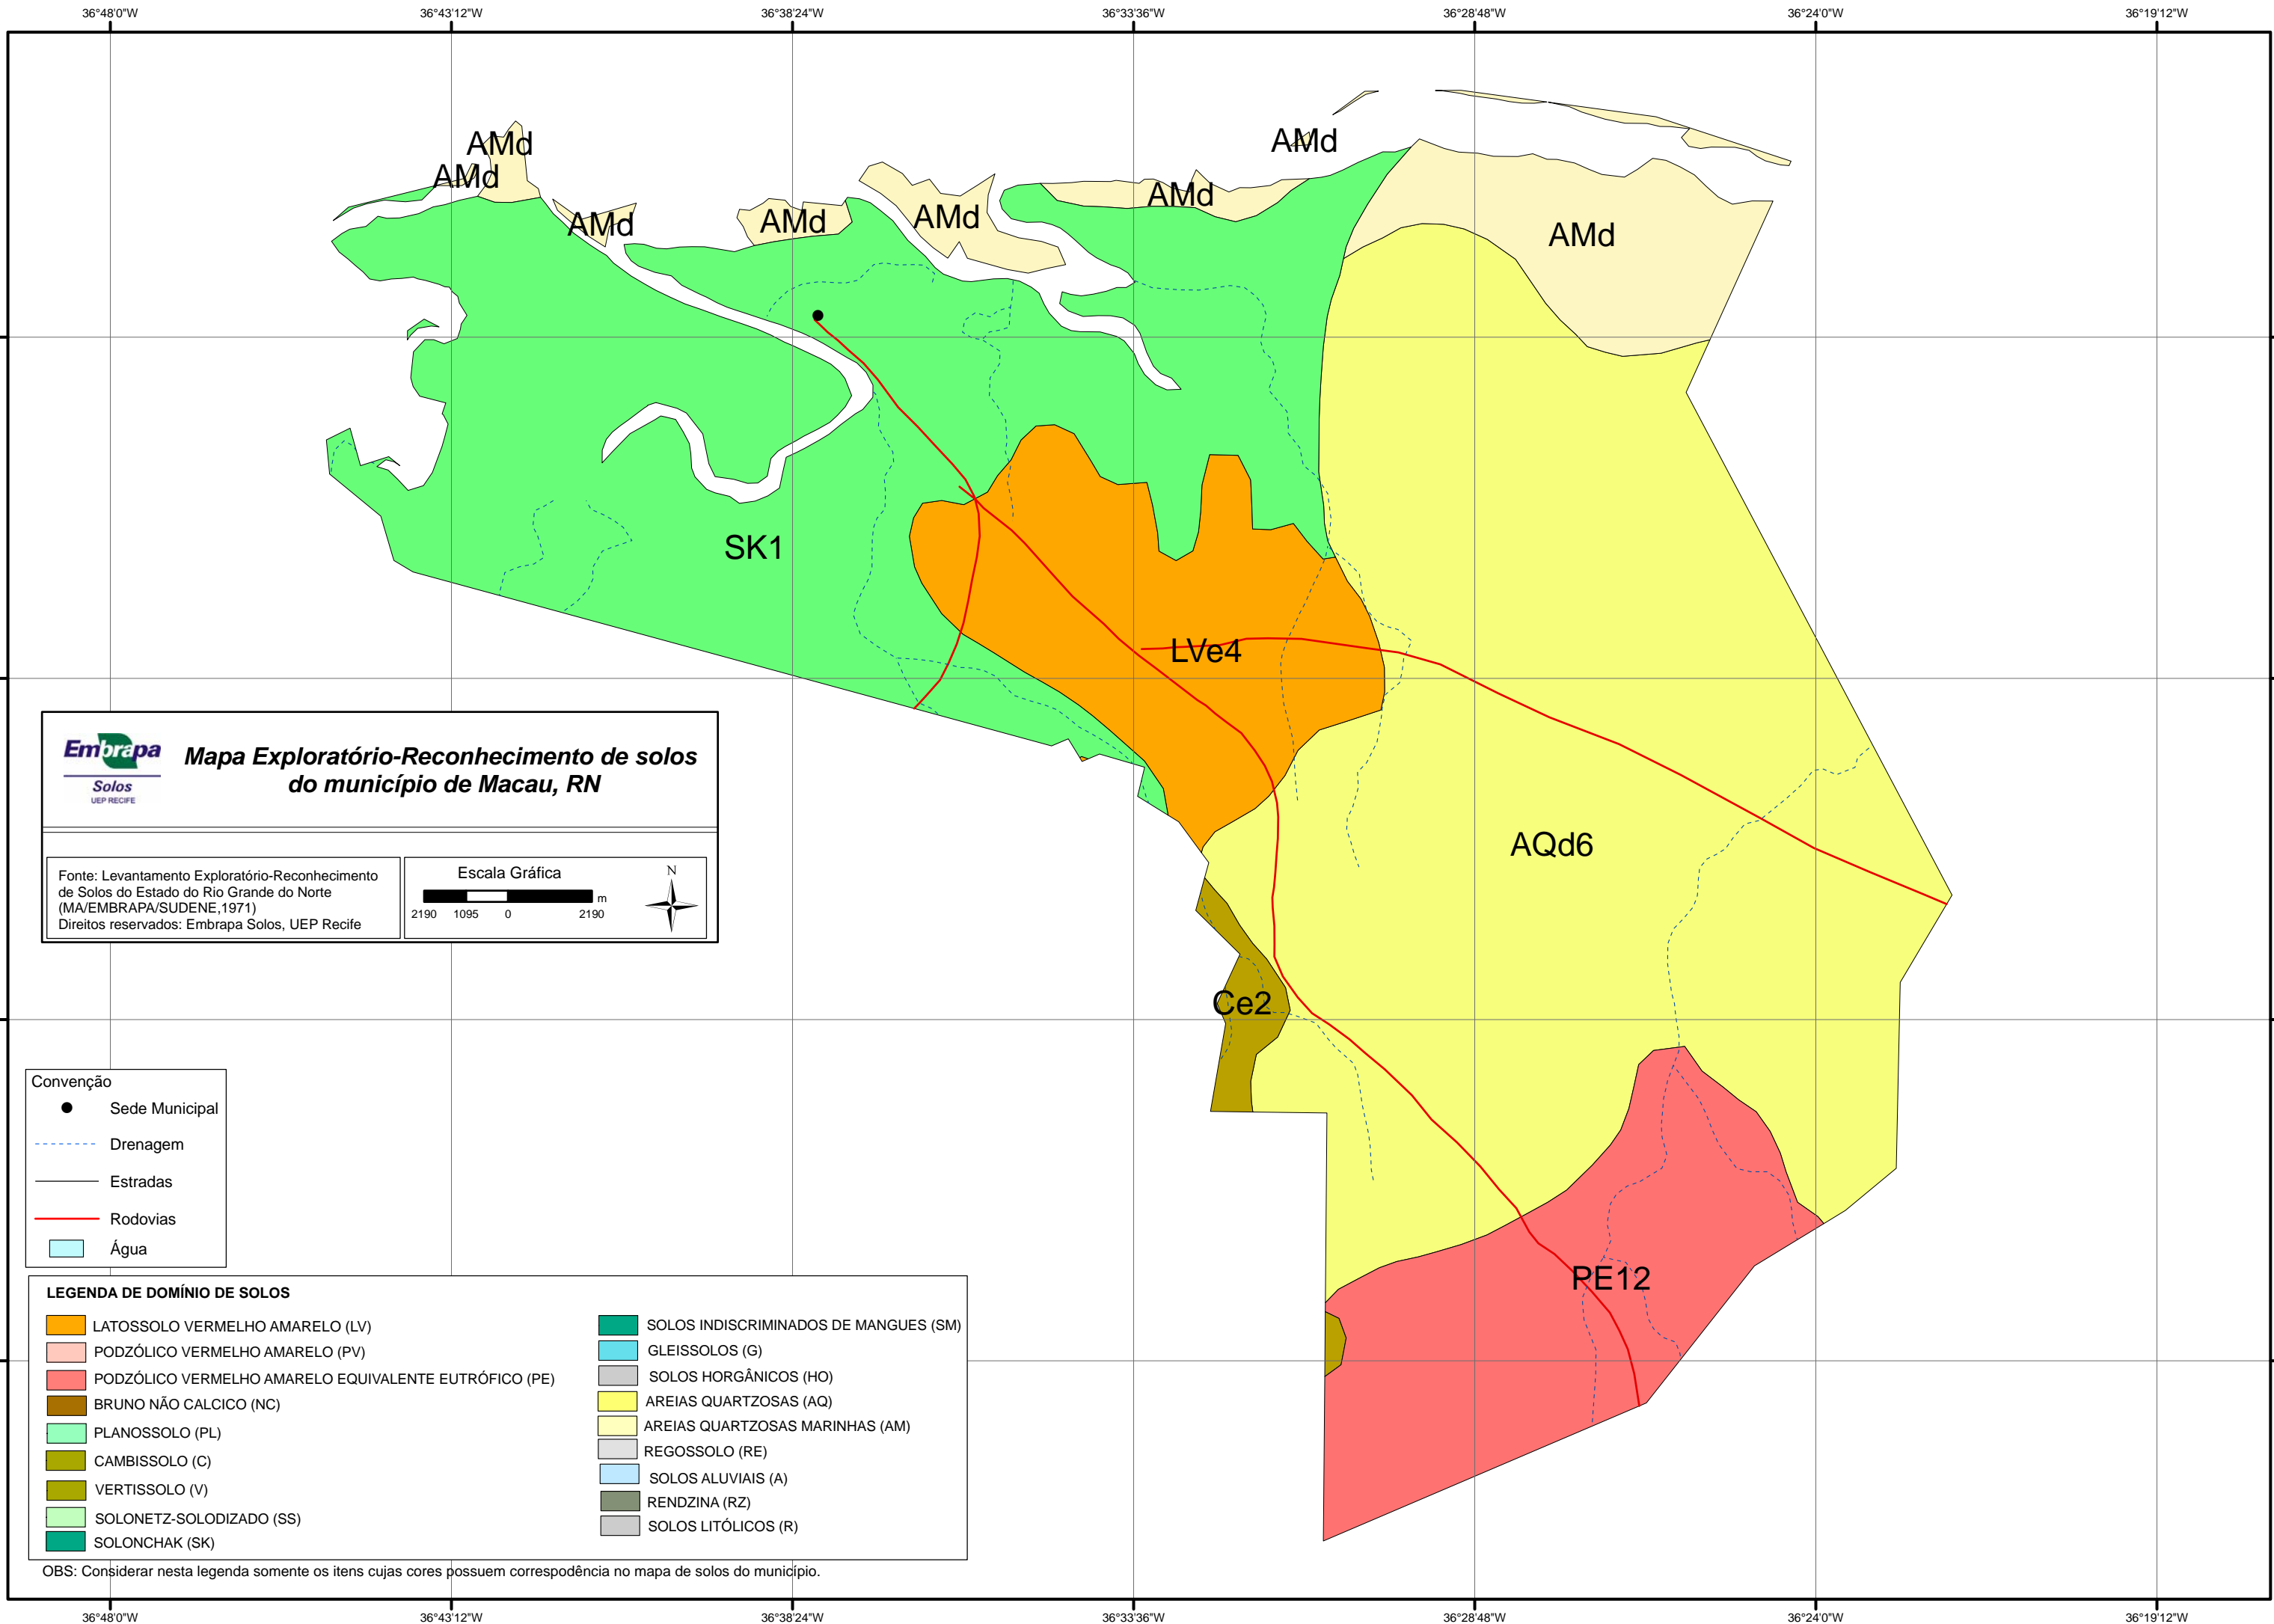 36°48'0"W
36°43'12"W
36°38'24"W
36°33'36"W
36°28'48"W
36°24'0"W
36°19'12"W
AMd
AMd
AMd
AMd
AMd
AMd
AMd
AMd
SK1
LVe4
AQd6
Ce2
PE12
Embrapa
Solos
UEP RECIFE
Mapa Exploratório-Reconhecimento de solos
do município de Macau, RN
Fonte: Levantamento Exploratório-Reconhecimento
de Solos do Estado do Rio Grande do Norte
(MA/EMBRAPA/SUDENE,1971)
Direitos reservados: Embrapa Solos, UEP Recife
Escala Gráfica
m
2190 1095 0 2190
N
Convenção
Sede Municipal
Drenagem
Estradas
Rodovias
Água
LEGENDA DE DOMÍNIO DE SOLOS
LATOSSOLO VERMELHO AMARELO (LV)
PODZÓLICO VERMELHO AMARELO (PV)
PODZÓLICO VERMELHO AMARELO EQUIVALENTE EUTRÓFICO (PE)
BRUNO NÃO CALCICO (NC)
PLANOSSOLO (PL)
CAMBISSOLO (C)
VERTISSOLO (V)
SOLONETZ-SOLODIZADO (SS)
SOLONCHAK (SK)
SOLOS INDISCRIMINADOS DE MANGUES (SM)
GLEISSOLOS (G)
SOLOS HORGÂNICOS (HO)
AREIAS QUARTZOSAS (AQ)
AREIAS QUARTZOSAS MARINHAS (AM)
REGOSSOLO (RE)
SOLOS ALUVIAIS (A)
RENDZINA (RZ)
SOLOS LITÓLICOS (R)
OBS: Considerar nesta legenda somente os itens cujas cores possuem correspodência no mapa de solos do município.
36°48'0"W
36°43'12"W
36°38'24"W
36°33'36"W
36°28'48"W
36°24'0"W
36°19'12"W